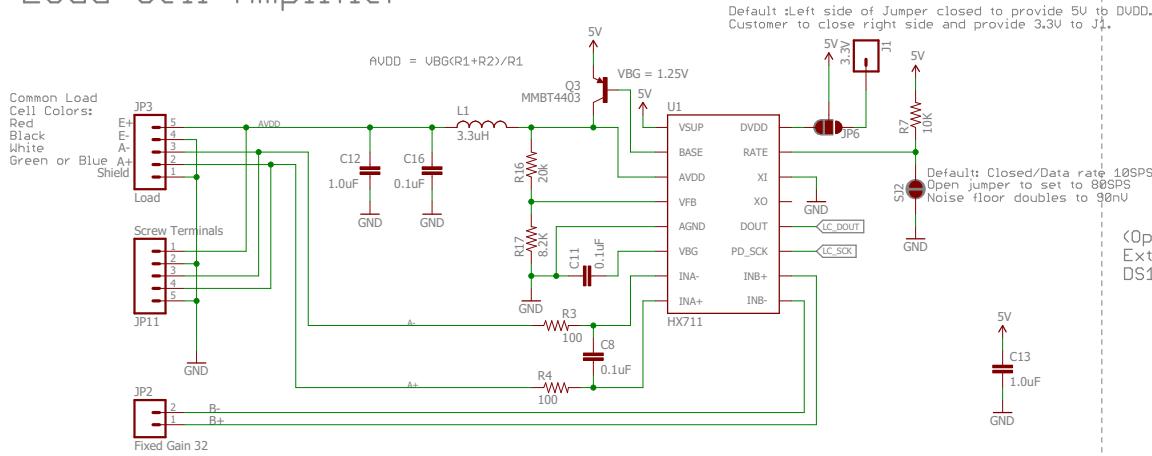 Load Cell Amplifier
Default :Left side of Jumper closed to provide 5V to DVDD.
Customer to close right side and provide 3.3V to J1.
AVDD = VBG(R1+R2)/R1
5V
Q3
MMBT4403
VBG = 1.25V
5V
5V
3.3V
J1
5V
R7
10K
JP6
Common Load
Cell Colors:
Red
Black
White
Green or Blue
Shield
JP3
E+
E-
A-
A+
5
4
3
2
1
Load
AVDD
L1
3.3uH
C12
1.0uF
GND
C16
0.1uF
GND
R16
20k
R17
8.2K
GND
C11
0.1uF
U1
VSUP
BASE
AVDD
VFB
AGND
VBG
INA-
INA+
DVDD
RATE
XI
XO
DOUT
PD_SCK
INB+
INB-
HX711
GND
LC_DOUT
LC_SCK
Default: Closed/Data rate 10SPS
Open jumper to set to 80SPS
Noise floor doubles to 90nV
SJ2
GND
Screw Terminals
1
2
3
4
5
JP11
GND
A-
R3
100
C8
0.1uF
A+
R4
100
JP2
2
1
B-
B+
Fixed Gain 32
5V
C13
1.0uF
GND
(Op
Ext
DS1